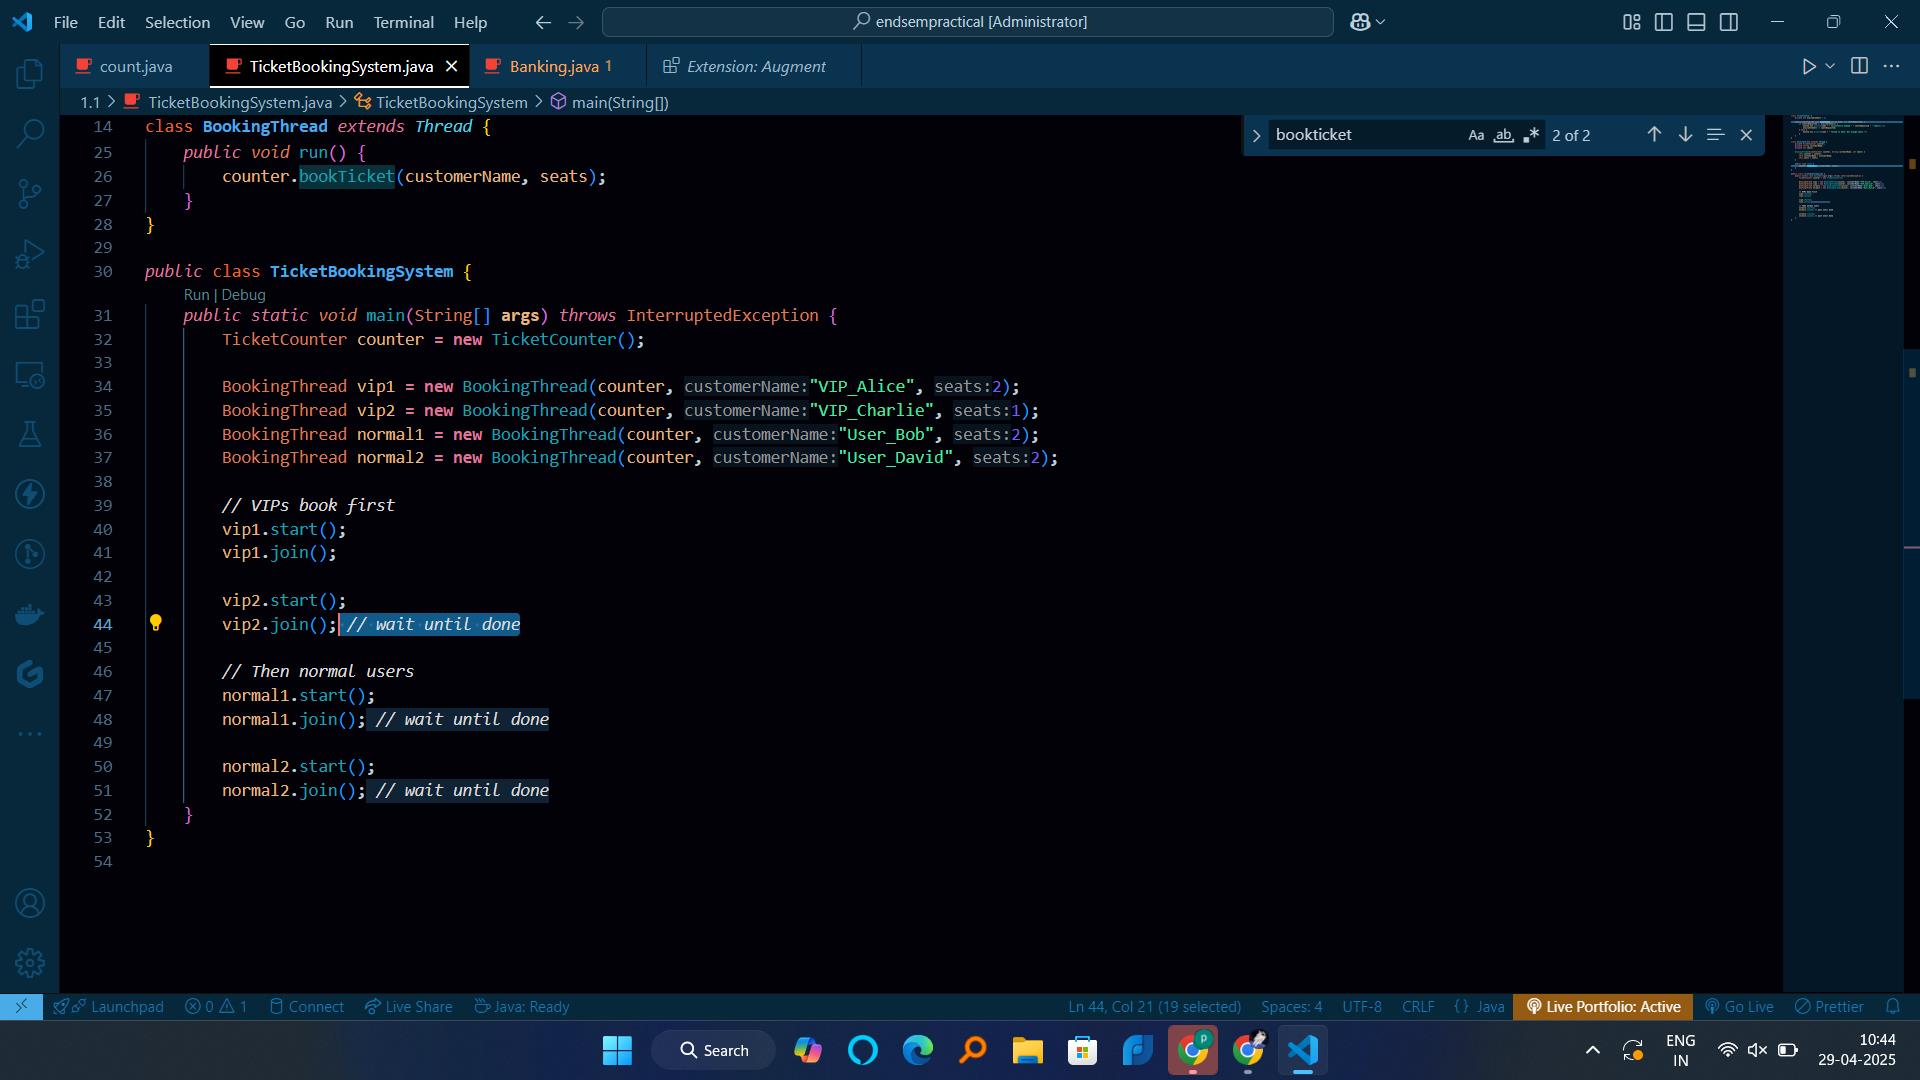 File Edit Selection View Go Run Terminal Help
endsempractical [Administrator]
count.java TicketBookingSystem.java Banking.java 1 Extension: Augment
1.1 > TicketBookingSystem.java > TicketBookingSystem > main(String[])
bookticket Aa ab 2 of 2
14 class BookingThread extends Thread {
25 public void run() {
26 counter.bookTicket(customerName, seats);
27 }
28 }
29
30 public class TicketBookingSystem {
Run | Debug
31 public static void main(String[] args) throws InterruptedException {
32 TicketCounter counter = new TicketCounter();
33
34 BookingThread vip1 = new BookingThread(counter, customerName:"VIP_Alice", seats:2);
35 BookingThread vip2 = new BookingThread(counter, customerName:"VIP_Charlie", seats:1);
36 BookingThread normal1 = new BookingThread(counter, customerName:"User_Bob", seats:2);
37 BookingThread normal2 = new BookingThread(counter, customerName:"User_David", seats:2);
38
39 // VIPs book first
40 vip1.start();
41 vip1.join();
42
43 vip2.start();
44 vip2.join(); // wait until done
45
46 // Then normal users
47 normal1.start();
48 normal1.join(); // wait until done
49
50 normal2.start();
51 normal2.join(); // wait until done
52 }
53 }
54
Launchpad 0 1 Connect Live Share Java: Ready Ln 44, Col 21 (19 selected) Spaces: 4 UTF-8 CRLF {} Java Live Portfolio: Active Go Live Prettier
Search
ENG
IN
10:44
29-04-2025